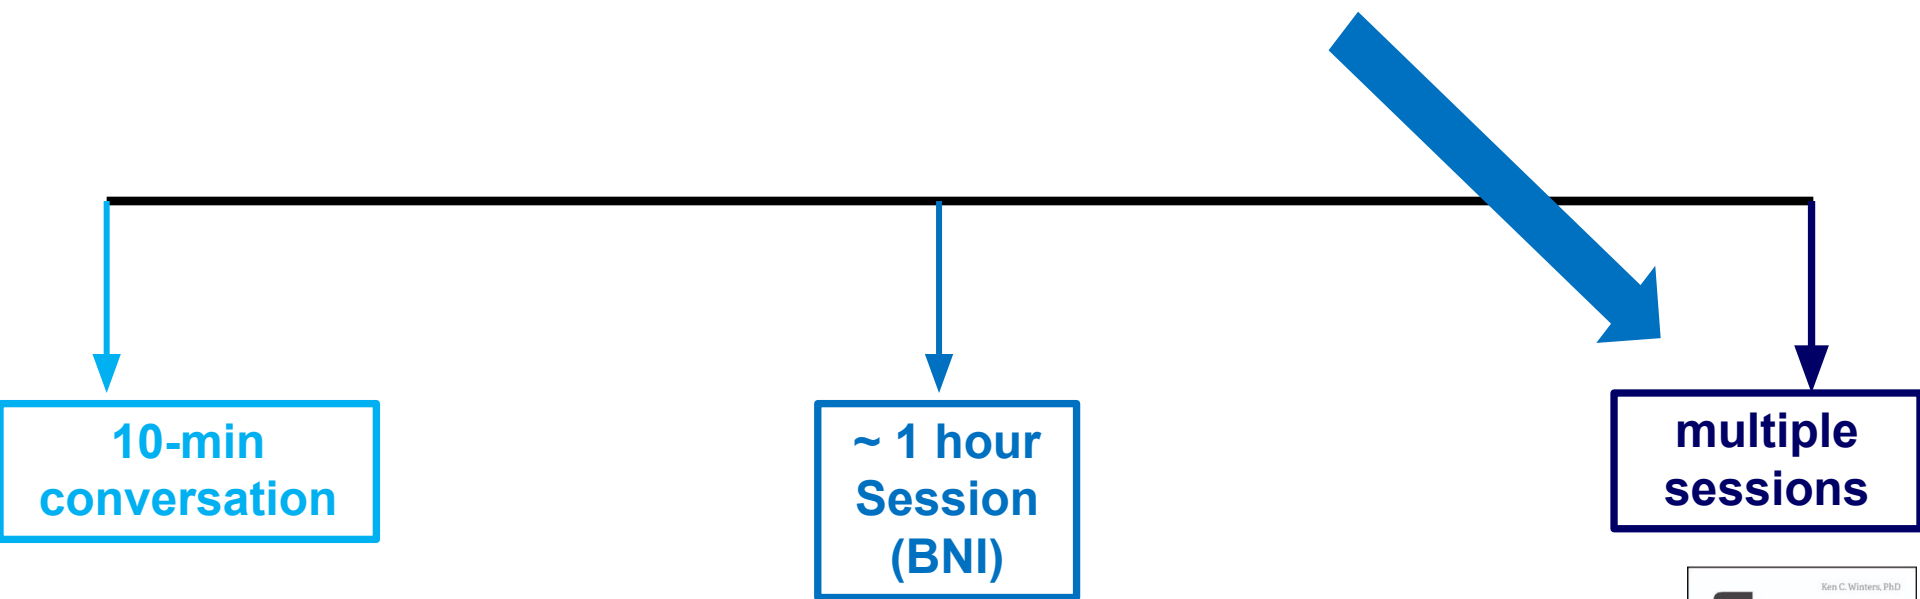 10-min
conversation
~ 1 hour
Session
(BNI)
multiple
sessions
Ken C. Winters, PhD